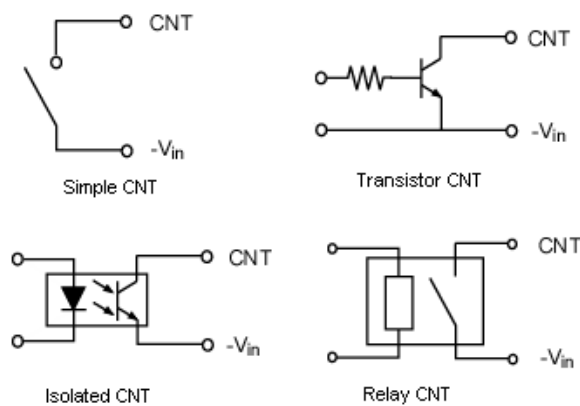 CNT
-Vin
Simple CNT
CNT
-Vin
Transistor CNT
CNT
-Vin
Isolated CNT
CNT
-Vin
Relay CNT